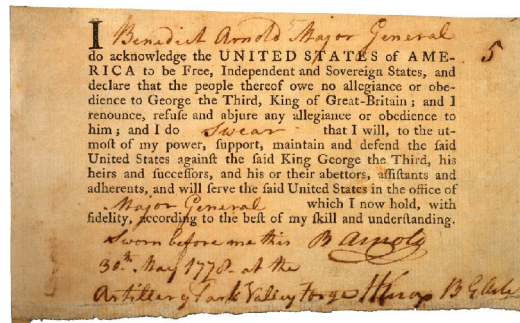 I Benedict Arnold Major General
5
do acknowledge the UNITED STATES of AME-
RICA to be Free, Independent and Sovereign States, and
declare that the people thereof owe no allegiance or obe-
dience to George the Third, King of Great-Britain; and I
renounce, refuse and abjure any allegiance or obedience to
him; and I do Swear that I will, to the ut-
moſt of my power, ſupport, maintain and defend the ſaid
United States againſt the ſaid King George the Third, his
heirs and ſucceſſors, and his or their abettors, aſſiſtants and
adherents, and will ſerve the ſaid United States in the office of
Major General which I now hold, with
fidelity, according to the beſt of my skill and underſtanding.
Sworn before me this B Arnold
30th May 1778 at the
Artillery Park Valley Forge HKnox B G Art